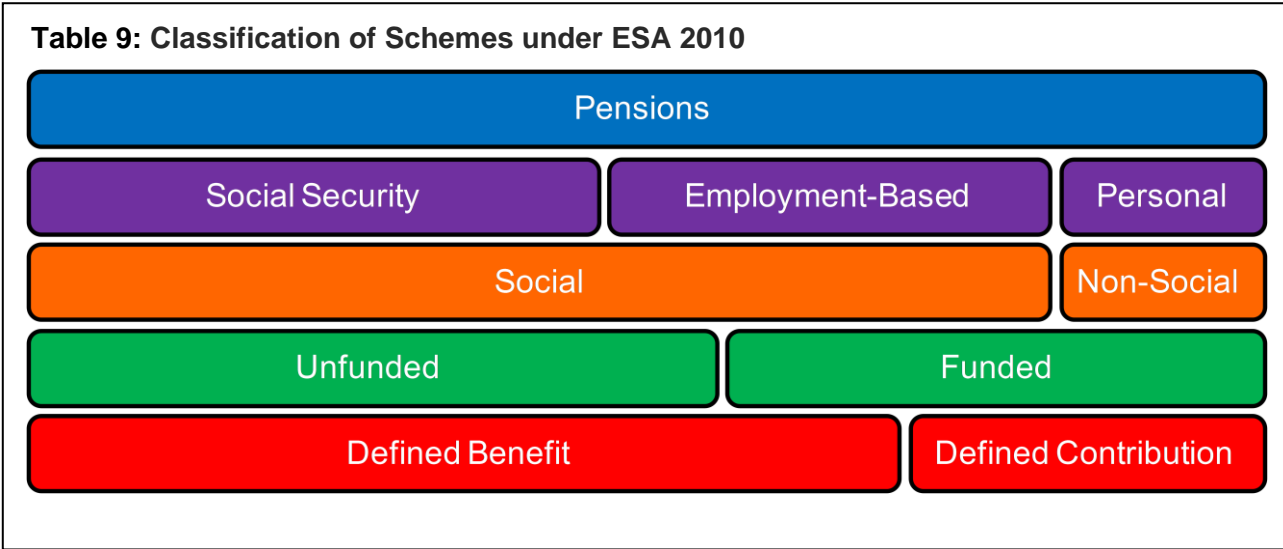 Table 9: Classification of Schemes under ESA 2010
Pensions
Social Security Employment-Based Personal
Social Non-Social
Unfunded Funded
Defined Benefit Defined Contribution